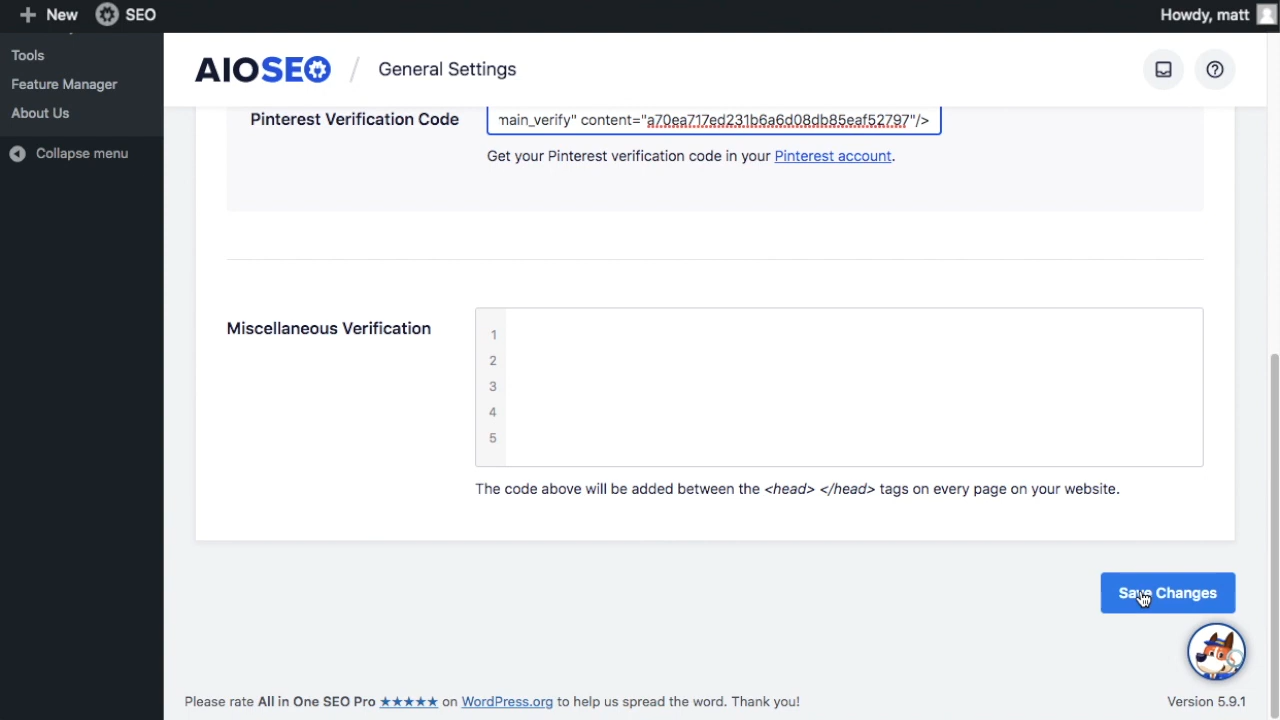 New SEO Howdy, matt
Tools
Feature Manager
About Us
Collapse menu
AIOSEO / General Settings
Pinterest Verification Code
main_verify" content="a70ea717ed231b6a6d08db85eaf52797"/>
Get your Pinterest verification code in your Pinterest account.
Miscellaneous Verification
1
2
3
4
5
The code above will be added between the <head> </head> tags on every page on your website.
Save Changes
Please rate All in One SEO Pro ★★★★★ on WordPress.org to help us spread the word. Thank you!
Version 5.9.1